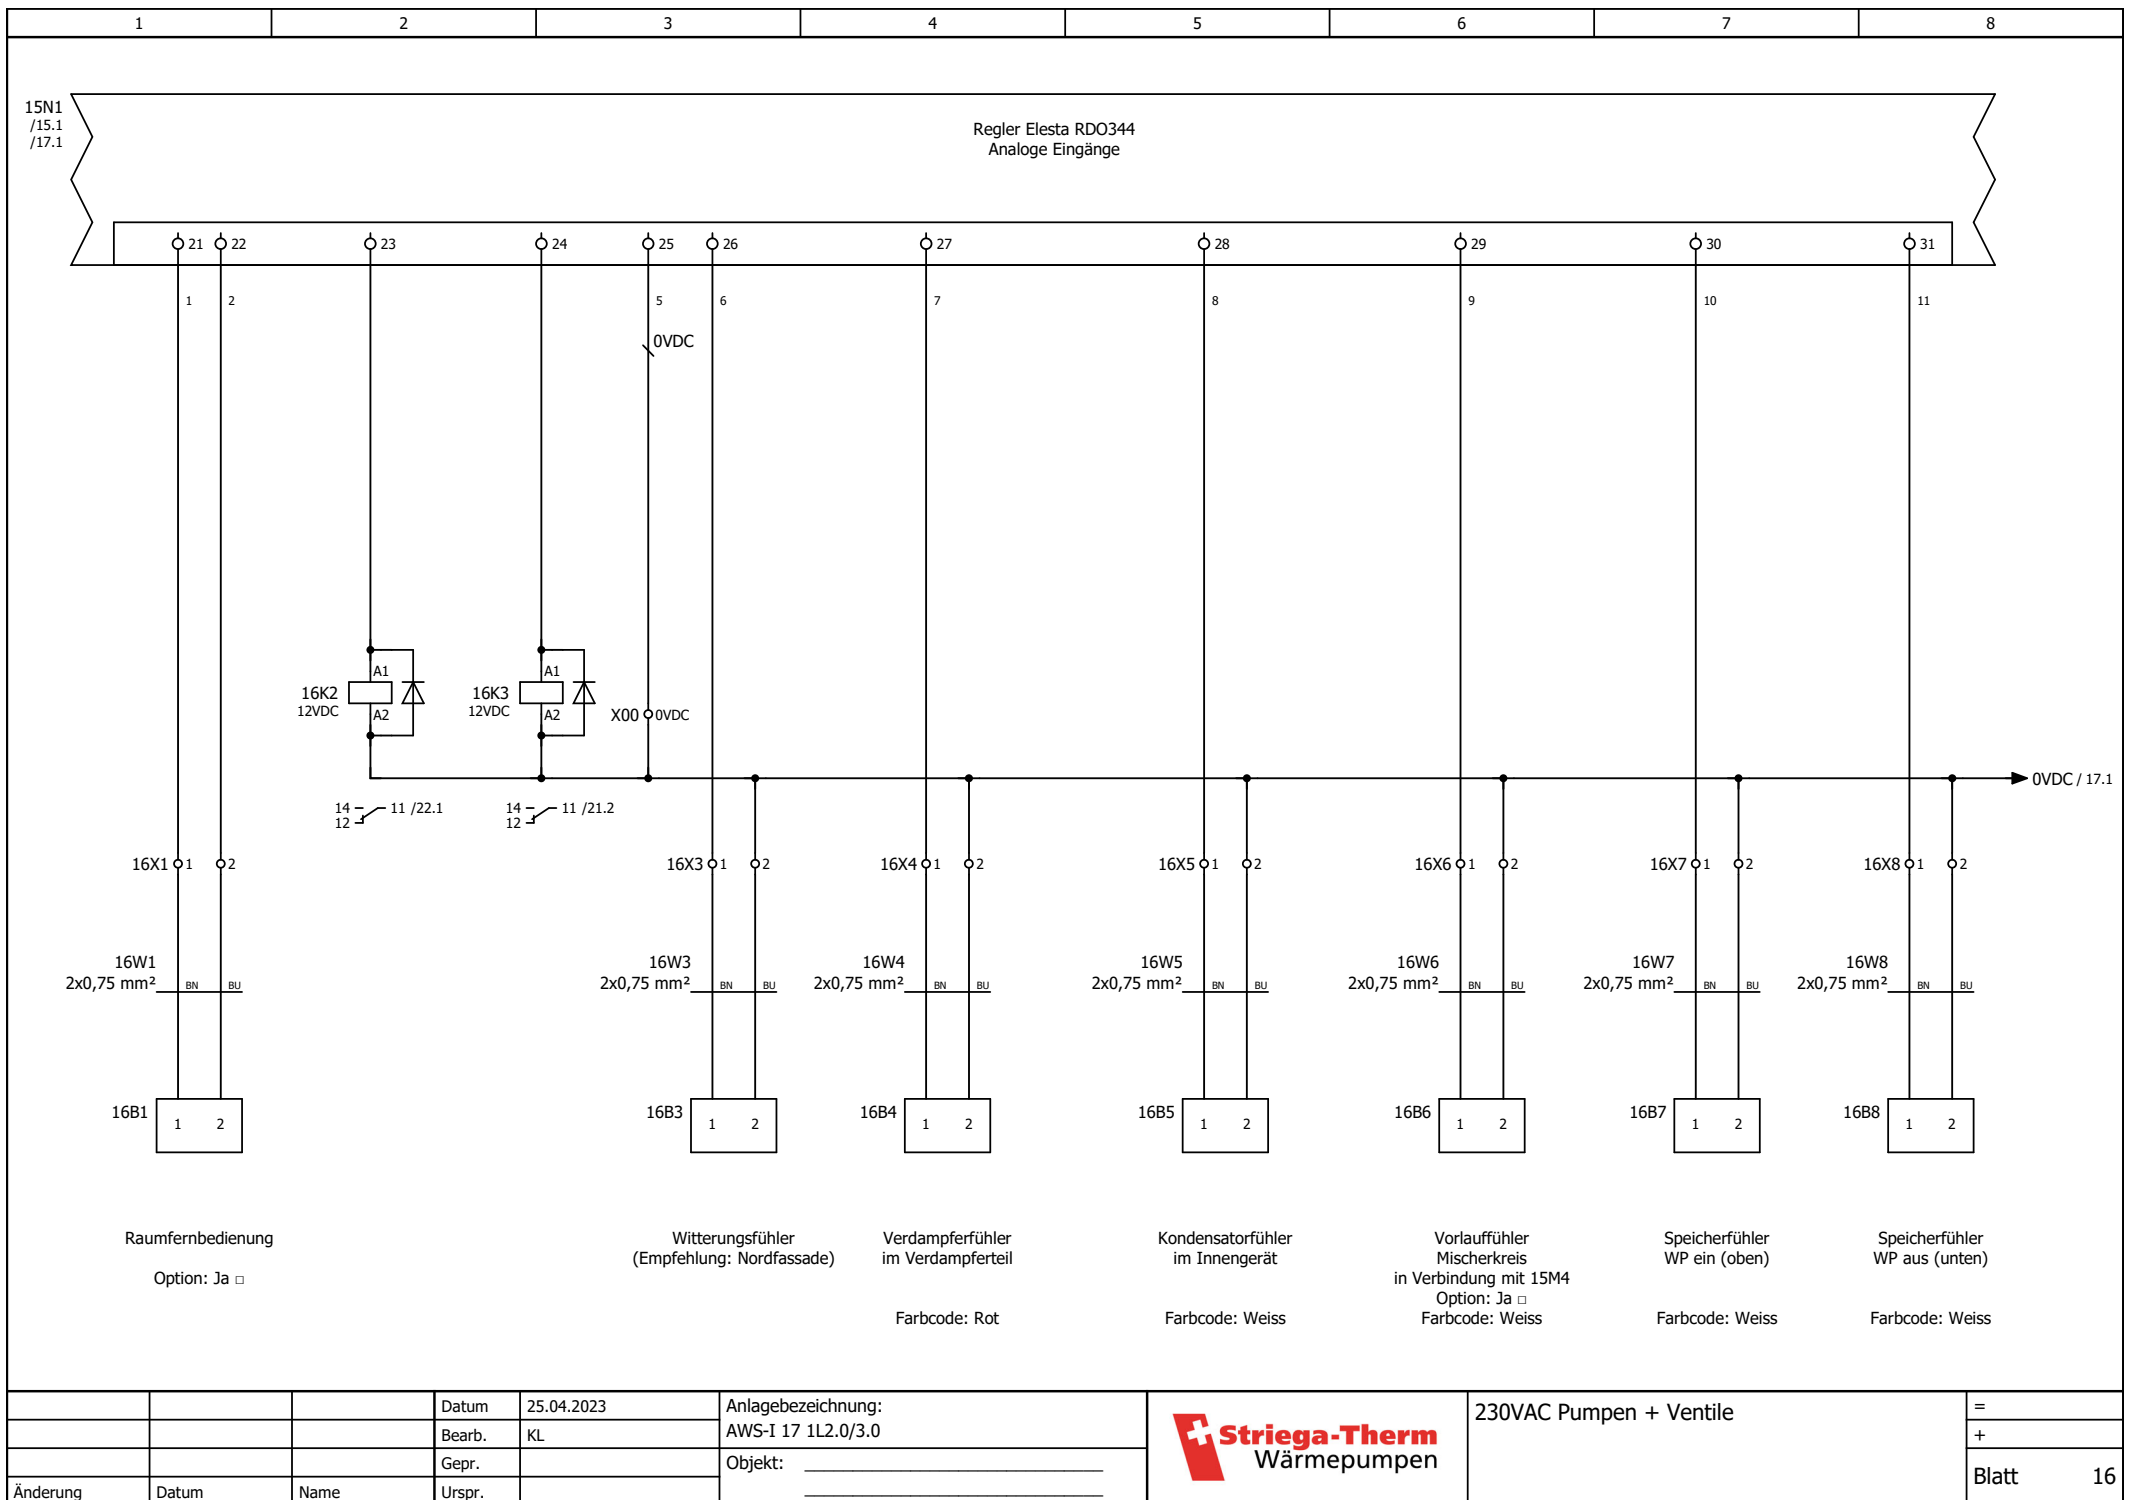 1 2 3 4 5 6 7 8
15N1
/15.1
/17.1
Regler Elesta RDO344
Analoge Eingänge
21 22 23 24 25 26 27 28 29 30 31
1 2 5 6 7 8 9 10 11
0VDC
A1 A1
16K2 16K3
12VDC 12VDC
A2 A2 X00 0VDC
0VDC / 17.1
14 11 /22.1 14 11 /21.2
12 12
16X1 1 2 16X3 1 2 16X4 1 2 16X5 1 2 16X6 1 2 16X7 1 2 16X8 1 2
16W1 16W3 16W4 16W5 16W6 16W7 16W8
2x0,75 mm² BN BU 2x0,75 mm² BN BU 2x0,75 mm² BN BU 2x0,75 mm² BN BU 2x0,75 mm² BN BU 2x0,75 mm² BN BU 2x0,75 mm² BN BU
16B1 16B3 16B4 16B5 16B6 16B7 16B8
1 2 1 2 1 2 1 2 1 2 1 2 1 2
Raumfernbedienung
Option: Ja □
Witterungsfühler
(Empfehlung: Nordfassade)
Verdampferfühler
im Verdampferteil
Farbcode: Rot
Kondensatorfühler
im Innengerät
Farbcode: Weiss
Vorlauffühler
Mischerkreis
in Verbindung mit 15M4
Option: Ja □
Farbcode: Weiss
Speicherfühler
WP ein (oben)
Farbcode: Weiss
Speicherfühler
WP aus (unten)
Farbcode: Weiss
Datum 25.04.2023
Bearb. KL
Gepr.
Änderung Datum Name Urspr.
Anlagebezeichnung:
AWS-I 17 1L2.0/3.0
Objekt:
Striega-Therm
Wärmepumpen
230VAC Pumpen + Ventile
=
+
Blatt 16